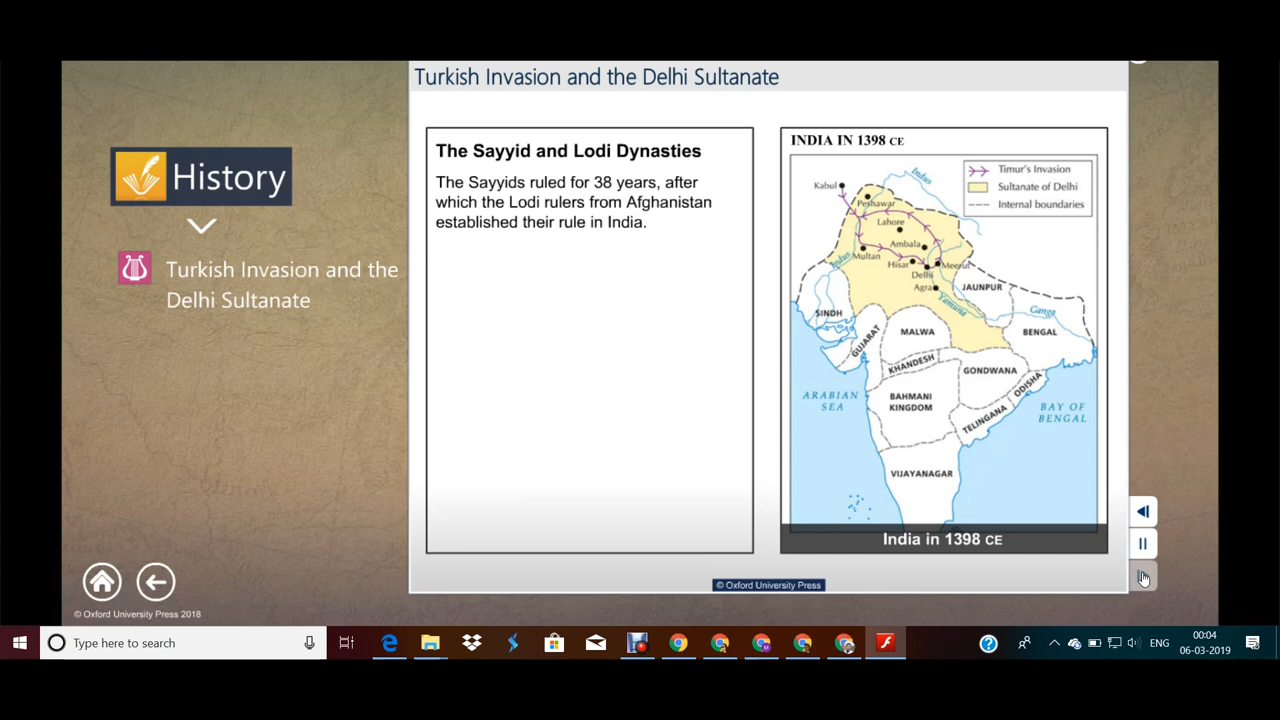 Turkish Invasion and the Delhi Sultanate
History
Turkish Invasion and the
Delhi Sultanate
The Sayyid and Lodi Dynasties
The Sayyids ruled for 38 years, after
which the Lodi rulers from Afghanistan
established their rule in India.
INDIA IN 1398 CE
Timur's Invasion
Sultanate of Delhi
Internal boundaries
Indus
Kabul
Peshawar
Lahore
Ambala
Multan
Indus
Hisar
Meerut
Delhi
Agra
JAUNPUR
Yamuna
Ganga
SINDH
GUJARAT
MALWA
BENGAL
KHANDESH
GONDWANA
ODISHA
ARABIAN
SEA
BAHMANI
KINGDOM
TELINGANA
BAY OF
BENGAL
VIJAYANAGAR
India in 1398 CE
© Oxford University Press
© Oxford University Press 2018
Type here to search
ENG
00:04
06-03-2019